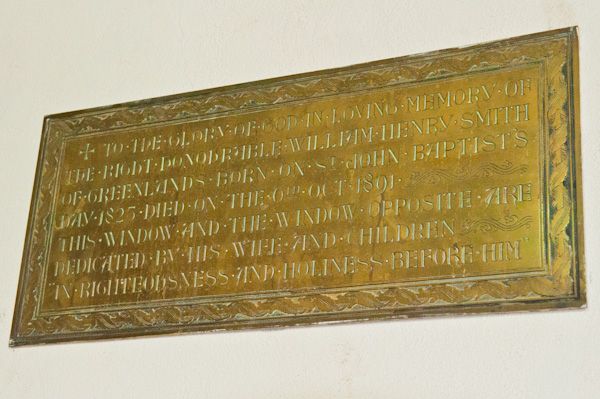 ✠ TO · THE · GLORY · OF · GOD · IN · LOVING · MEMORY · OF
THE · RIGHT · HONOURABLE · WILLIAM · HENRY · SMITH
OF · GREENLANDS · BORN · ON · ST · JOHN · BAPTIST'S
DAY · 1825 · DIED · ON · THE · 6TH · OCT · 1891 ·
THIS · WINDOW · AND · THE · WINDOW · OPPOSITE · ARE
DEDICATED · BY · HIS · WIFE · AND · CHILDREN
"IN · RIGHTEOUSNESS · AND · HOLINESS · BEFORE · HIM"